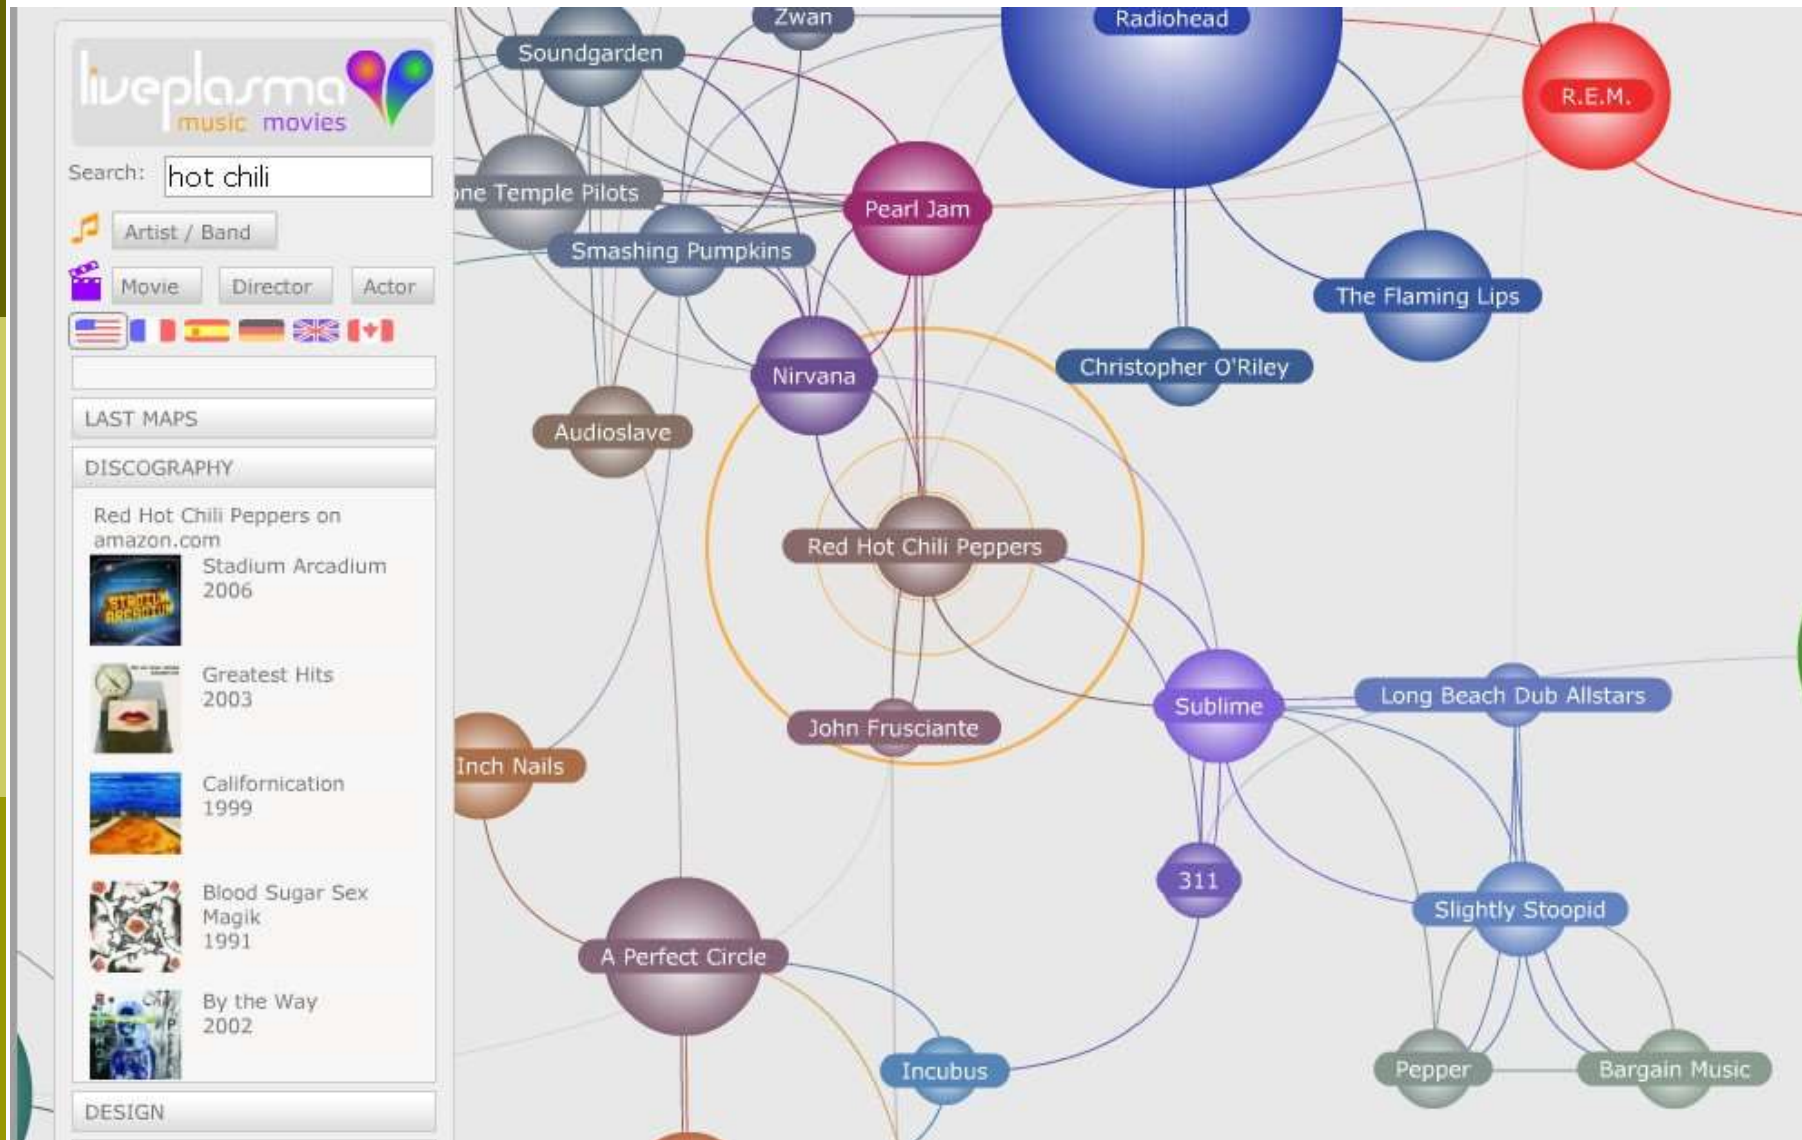 liveplasma
music movies
Search: hot chili
Artist / Band
Movie Director Actor
LAST MAPS
DISCOGRAPHY
Red Hot Chili Peppers on
amazon.com
Stadium Arcadium
2006
STADIUM
ARCADIUM
Greatest Hits
2003
Californication
1999
Blood Sugar Sex
Magik
1991
By the Way
2002
DESIGN
Zwan
Radiohead
Soundgarden
R.E.M.
one Temple Pilots
Pearl Jam
Smashing Pumpkins
The Flaming Lips
Christopher O'Riley
Nirvana
Audioslave
Red Hot Chili Peppers
Long Beach Dub Allstars
Sublime
John Frusciante
Inch Nails
311
Slightly Stoopid
A Perfect Circle
Incubus
Pepper
Bargain Music